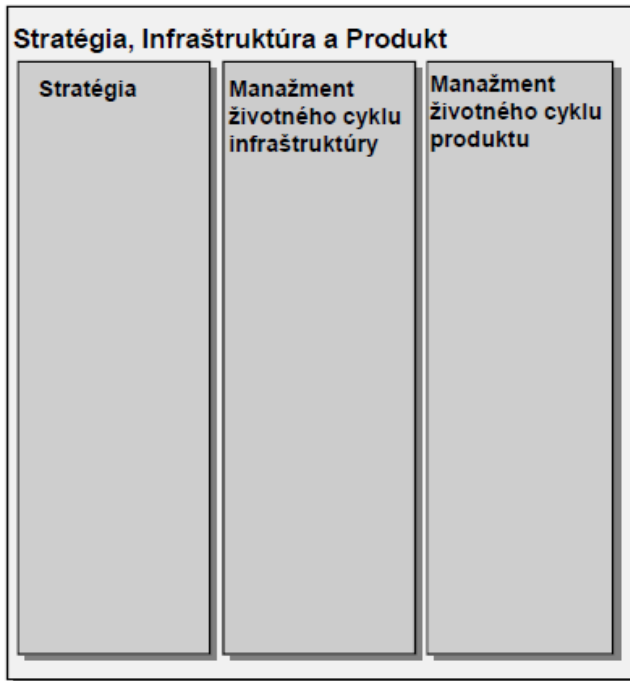 Stratégia, Infraštruktúra a Produkt
Stratégia
Manažment
životného cyklu
infraštruktúry
Manažment
životného cyklu
produktu